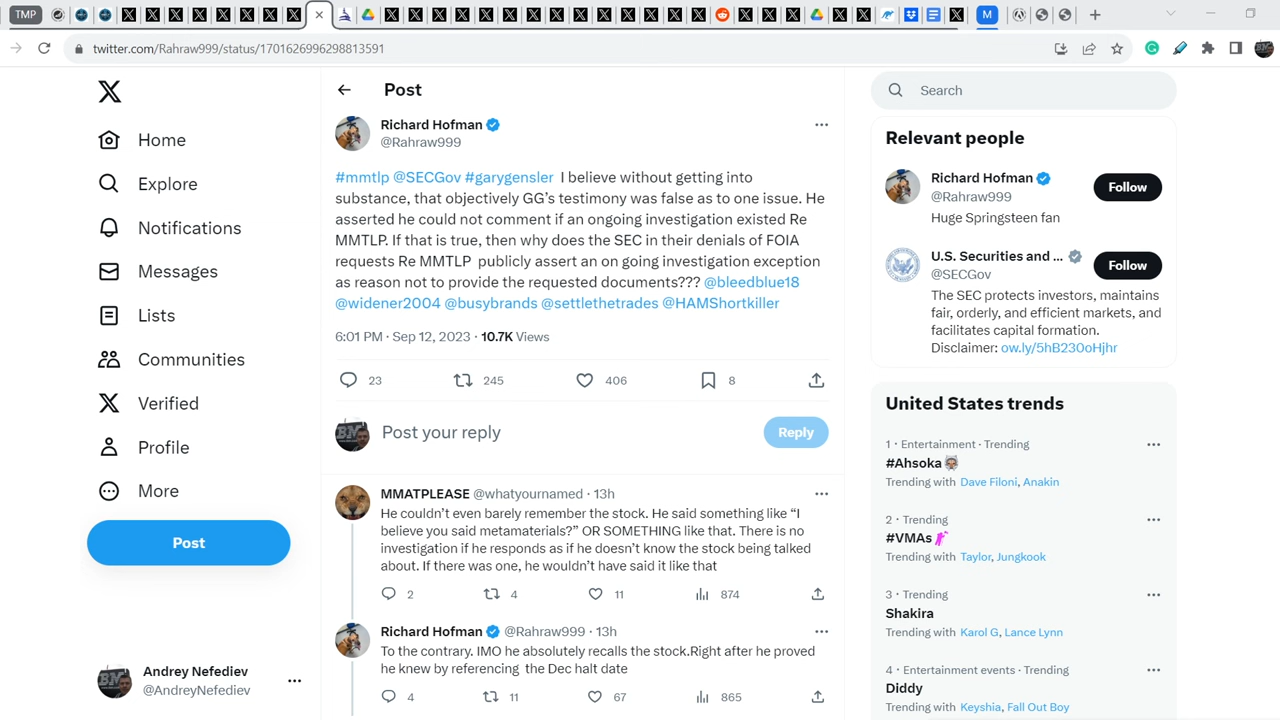 TMP
M
twitter.com/Rahraw999/status/1701626996298813591
Home
Explore
Notifications
Messages
Lists
Communities
Verified
Profile
More
Post
Andrey Nefediev
@AndreyNefediev
Post
Richard Hofman
@Rahraw999
#mmtlp @SECGov #garygensler I believe without getting into
substance, that objectively GG’s testimony was false as to one issue. He
asserted he could not comment if an ongoing investigation existed Re
MMTLP. If that is true, then why does the SEC in their denials of FOIA
requests Re MMTLP publicly assert an on going investigation exception
as reason not to provide the requested documents??? @bleedblue18
@widener2004 @busybrands @settlethetrades @HAMShortkiller
6:01 PM · Sep 12, 2023 · 10.7K Views
23 245 406 8
BM
Post your reply
Reply
MMATPLEASE @whatyournamed · 13h
He couldn’t even barely remember the stock. He said something like “I
believe you said metamaterials?” OR SOMETHING like that. There is no
investigation if he responds as if he doesn’t know the stock being talked
about. If there was one, he wouldn’t have said it like that
2 4 11 874
Richard Hofman @Rahraw999 · 13h
To the contrary. IMO he absolutely recalls the stock.Right after he proved
he knew by referencing the Dec halt date
4 11 67 865
Search
Relevant people
Richard Hofman
@Rahraw999
Follow
Huge Springsteen fan
U.S. Securities and ...
@SECGov
Follow
The SEC protects investors, maintains
fair, orderly, and efficient markets, and
facilitates capital formation.
Disclaimer: ow.ly/5hB230oHjhr
United States trends
1 · Entertainment · Trending
#Ahsoka
Trending with Dave Filoni, Anakin
2 · Trending
#VMAs
Trending with Taylor, Jungkook
3 · Trending
Shakira
Trending with Karol G, Lance Lynn
4 · Entertainment events · Trending
Diddy
Trending with Keyshia, Fall Out Boy